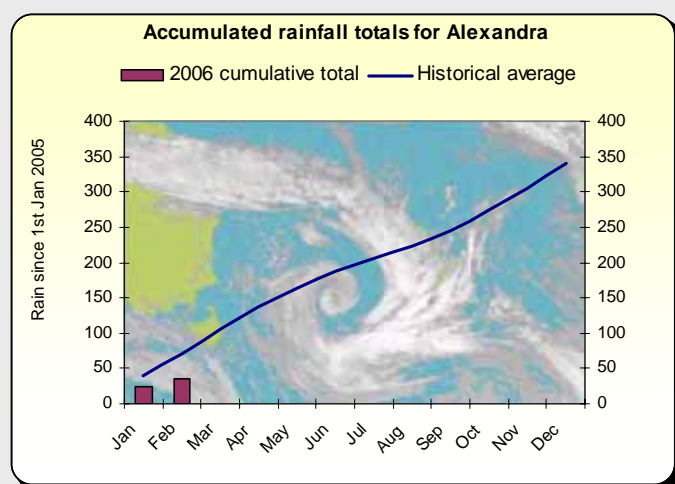 Accumulated rainfall totals for Alexandra
2006 cumulative total Historical average
Rain since 1st Jan 2005
400 400
350 350
300 300
250 250
200 200
150 150
100 100
50 50
0 0
Jan Feb Mar Apr May Jun Jul Aug Sep Oct Nov Dec